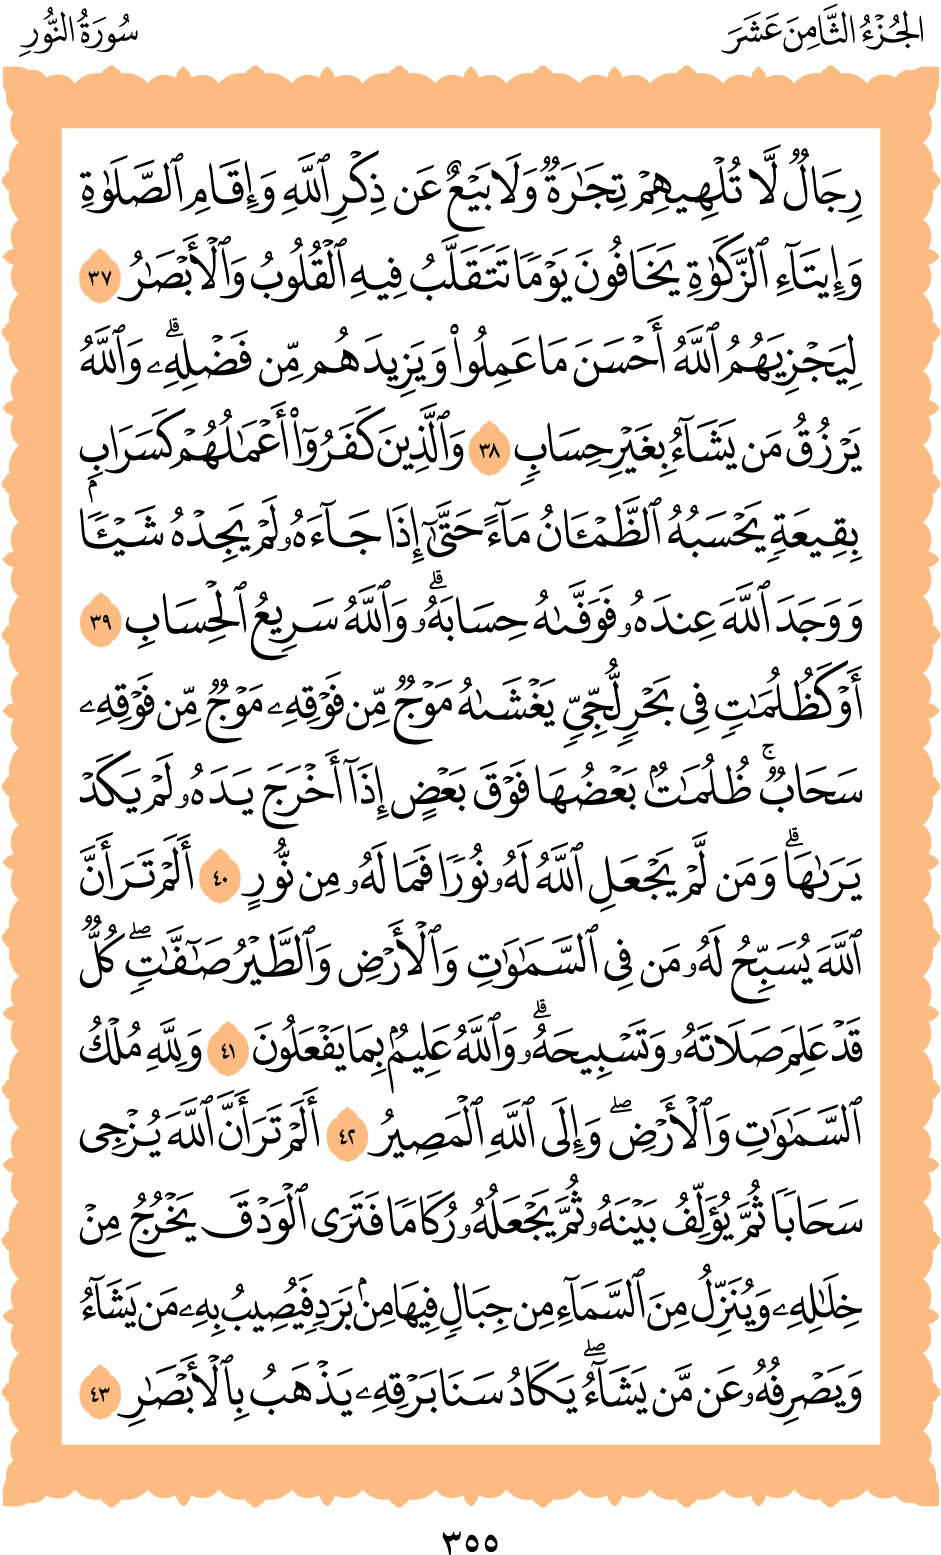 الجُزْءُ الثَّامِنَ عَشَرَ
سُورَةُ النُّورِ
رِجَالٌ لَّا تُلْهِيهِمْ تِجَٰرَةٌ وَلَا بَيْعٌ عَن ذِكْرِ ٱللَّهِ وَإِقَامِ ٱلصَّلَوٰةِ
وَإِيتَآءِ ٱلزَّكَوٰةِ يَخَافُونَ يَوْمًا تَتَقَلَّبُ فِيهِ ٱلْقُلُوبُ وَٱلْأَبْصَٰرُ ٣٧
لِيَجْزِيَهُمُ ٱللَّهُ أَحْسَنَ مَا عَمِلُوا۟ وَيَزِيدَهُم مِّن فَضْلِهِۦۗ وَٱللَّهُ
يَرْزُقُ مَن يَشَآءُ بِغَيْرِ حِسَابٍ ٣٨ وَٱلَّذِينَ كَفَرُوٓا۟ أَعْمَٰلُهُمْ كَسَرَابٍۭ
بِقِيعَةٍ يَحْسَبُهُ ٱلظَّمْـَٔانُ مَآءً حَتَّىٰٓ إِذَا جَآءَهُۥ لَمْ يَجِدْهُ شَيْـًٔا
وَوَجَدَ ٱللَّهَ عِندَهُۥ فَوَفَّىٰهُ حِسَابَهُۥۗ وَٱللَّهُ سَرِيعُ ٱلْحِسَابِ ٣٩
أَوْ كَظُلُمَٰتٍ فِى بَحْرٍ لُّجِّىٍّ يَغْشَىٰهُ مَوْجٌ مِّن فَوْقِهِۦ مَوْجٌ مِّن فَوْقِهِۦ
سَحَابٌۚ ظُلُمَٰتٌۢ بَعْضُهَا فَوْقَ بَعْضٍ إِذَآ أَخْرَجَ يَدَهُۥ لَمْ يَكَدْ
يَرَىٰهَاۗ وَمَن لَّمْ يَجْعَلِ ٱللَّهُ لَهُۥ نُورًا فَمَا لَهُۥ مِن نُّورٍ ٤٠ أَلَمْ تَرَ أَنَّ
ٱللَّهَ يُسَبِّحُ لَهُۥ مَن فِى ٱلسَّمَٰوَٰتِ وَٱلْأَرْضِ وَٱلطَّيْرُ صَٰٓفَّٰتٍۖ كُلٌّ
قَدْ عَلِمَ صَلَاتَهُۥ وَتَسْبِيحَهُۥۗ وَٱللَّهُ عَلِيمٌۢ بِمَا يَفْعَلُونَ ٤١ وَلِلَّهِ مُلْكُ
ٱلسَّمَٰوَٰتِ وَٱلْأَرْضِۖ وَإِلَى ٱللَّهِ ٱلْمَصِيرُ ٤٢ أَلَمْ تَرَ أَنَّ ٱللَّهَ يُزْجِى
سَحَابًا ثُمَّ يُؤَلِّفُ بَيْنَهُۥ ثُمَّ يَجْعَلُهُۥ رُكَامًا فَتَرَى ٱلْوَدْقَ يَخْرُجُ مِنْ
خِلَٰلِهِۦ وَيُنَزِّلُ مِنَ ٱلسَّمَآءِ مِن جِبَالٍ فِيهَا مِنۢ بَرَدٍ فَيُصِيبُ بِهِۦ مَن يَشَآءُ
وَيَصْرِفُهُۥ عَن مَّن يَشَآءُۖ يَكَادُ سَنَا بَرْقِهِۦ يَذْهَبُ بِٱلْأَبْصَٰرِ ٤٣
٣٥٥